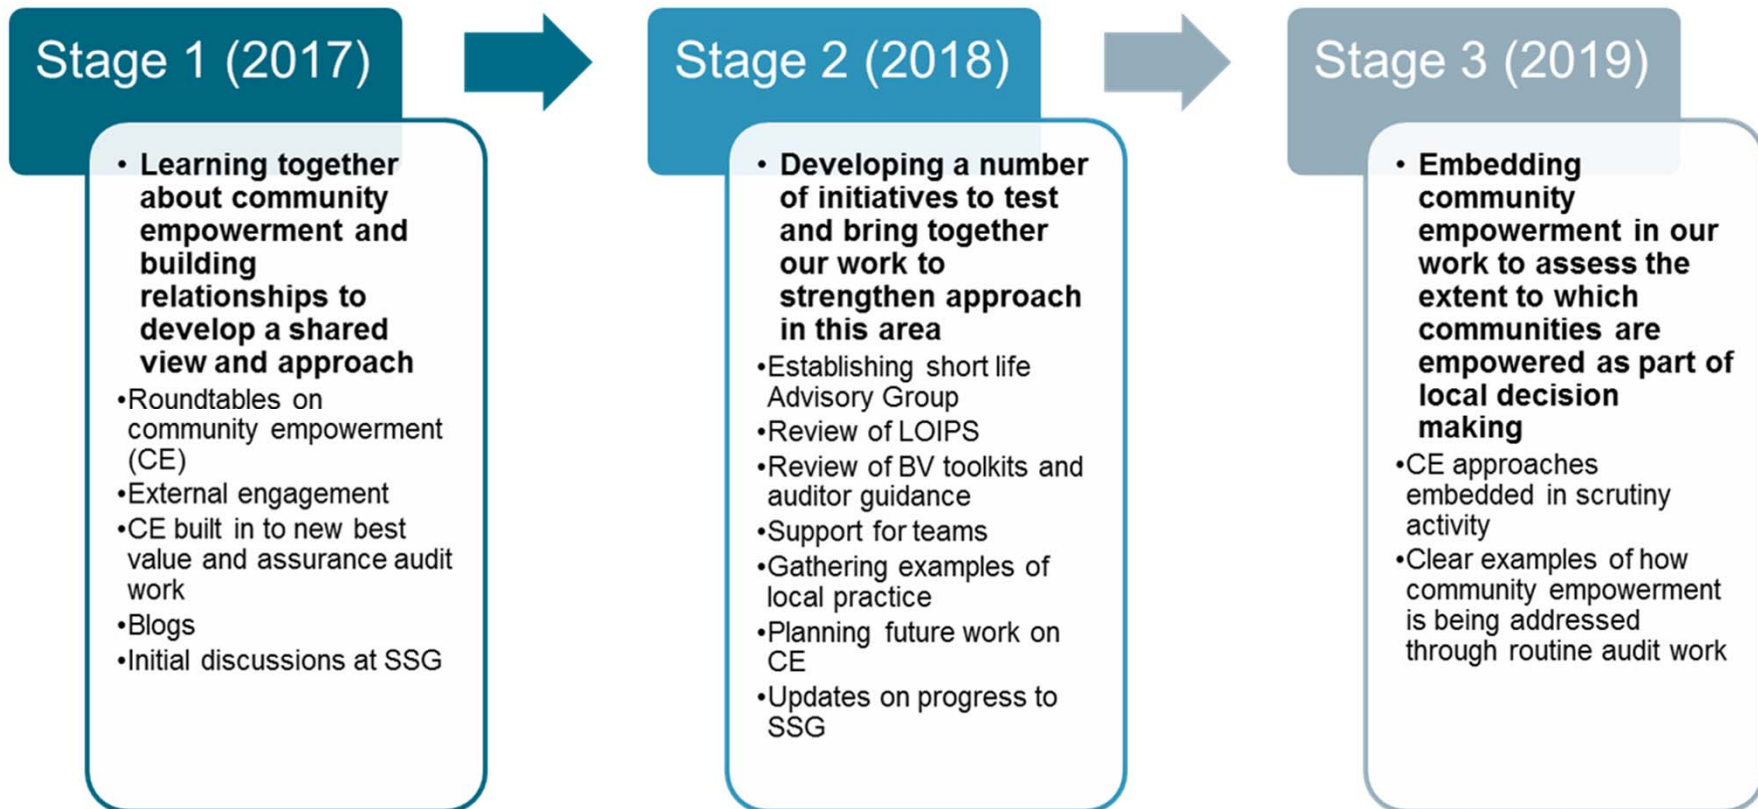 Stage 1 (2017)
• Learning together
about community
empowerment and
building
relationships to
develop a shared
view and approach
•Roundtables on
community empowerment
(CE)
•External engagement
•CE built in to new best
value and assurance audit
work
•Blogs
•Initial discussions at SSG
Stage 2 (2018)
• Developing a number
of initiatives to test
and bring together
our work to
strengthen approach
in this area
•Establishing short life
Advisory Group
•Review of LOIPS
•Review of BV toolkits and
auditor guidance
•Support for teams
•Gathering examples of
local practice
•Planning future work on
CE
•Updates on progress to
SSG
Stage 3 (2019)
• Embedding
community
empowerment in our
work to assess the
extent to which
communities are
empowered as part of
local decision
making
•CE approaches
embedded in scrutiny
activity
•Clear examples of how
community empowerment
is being addressed
through routine audit work